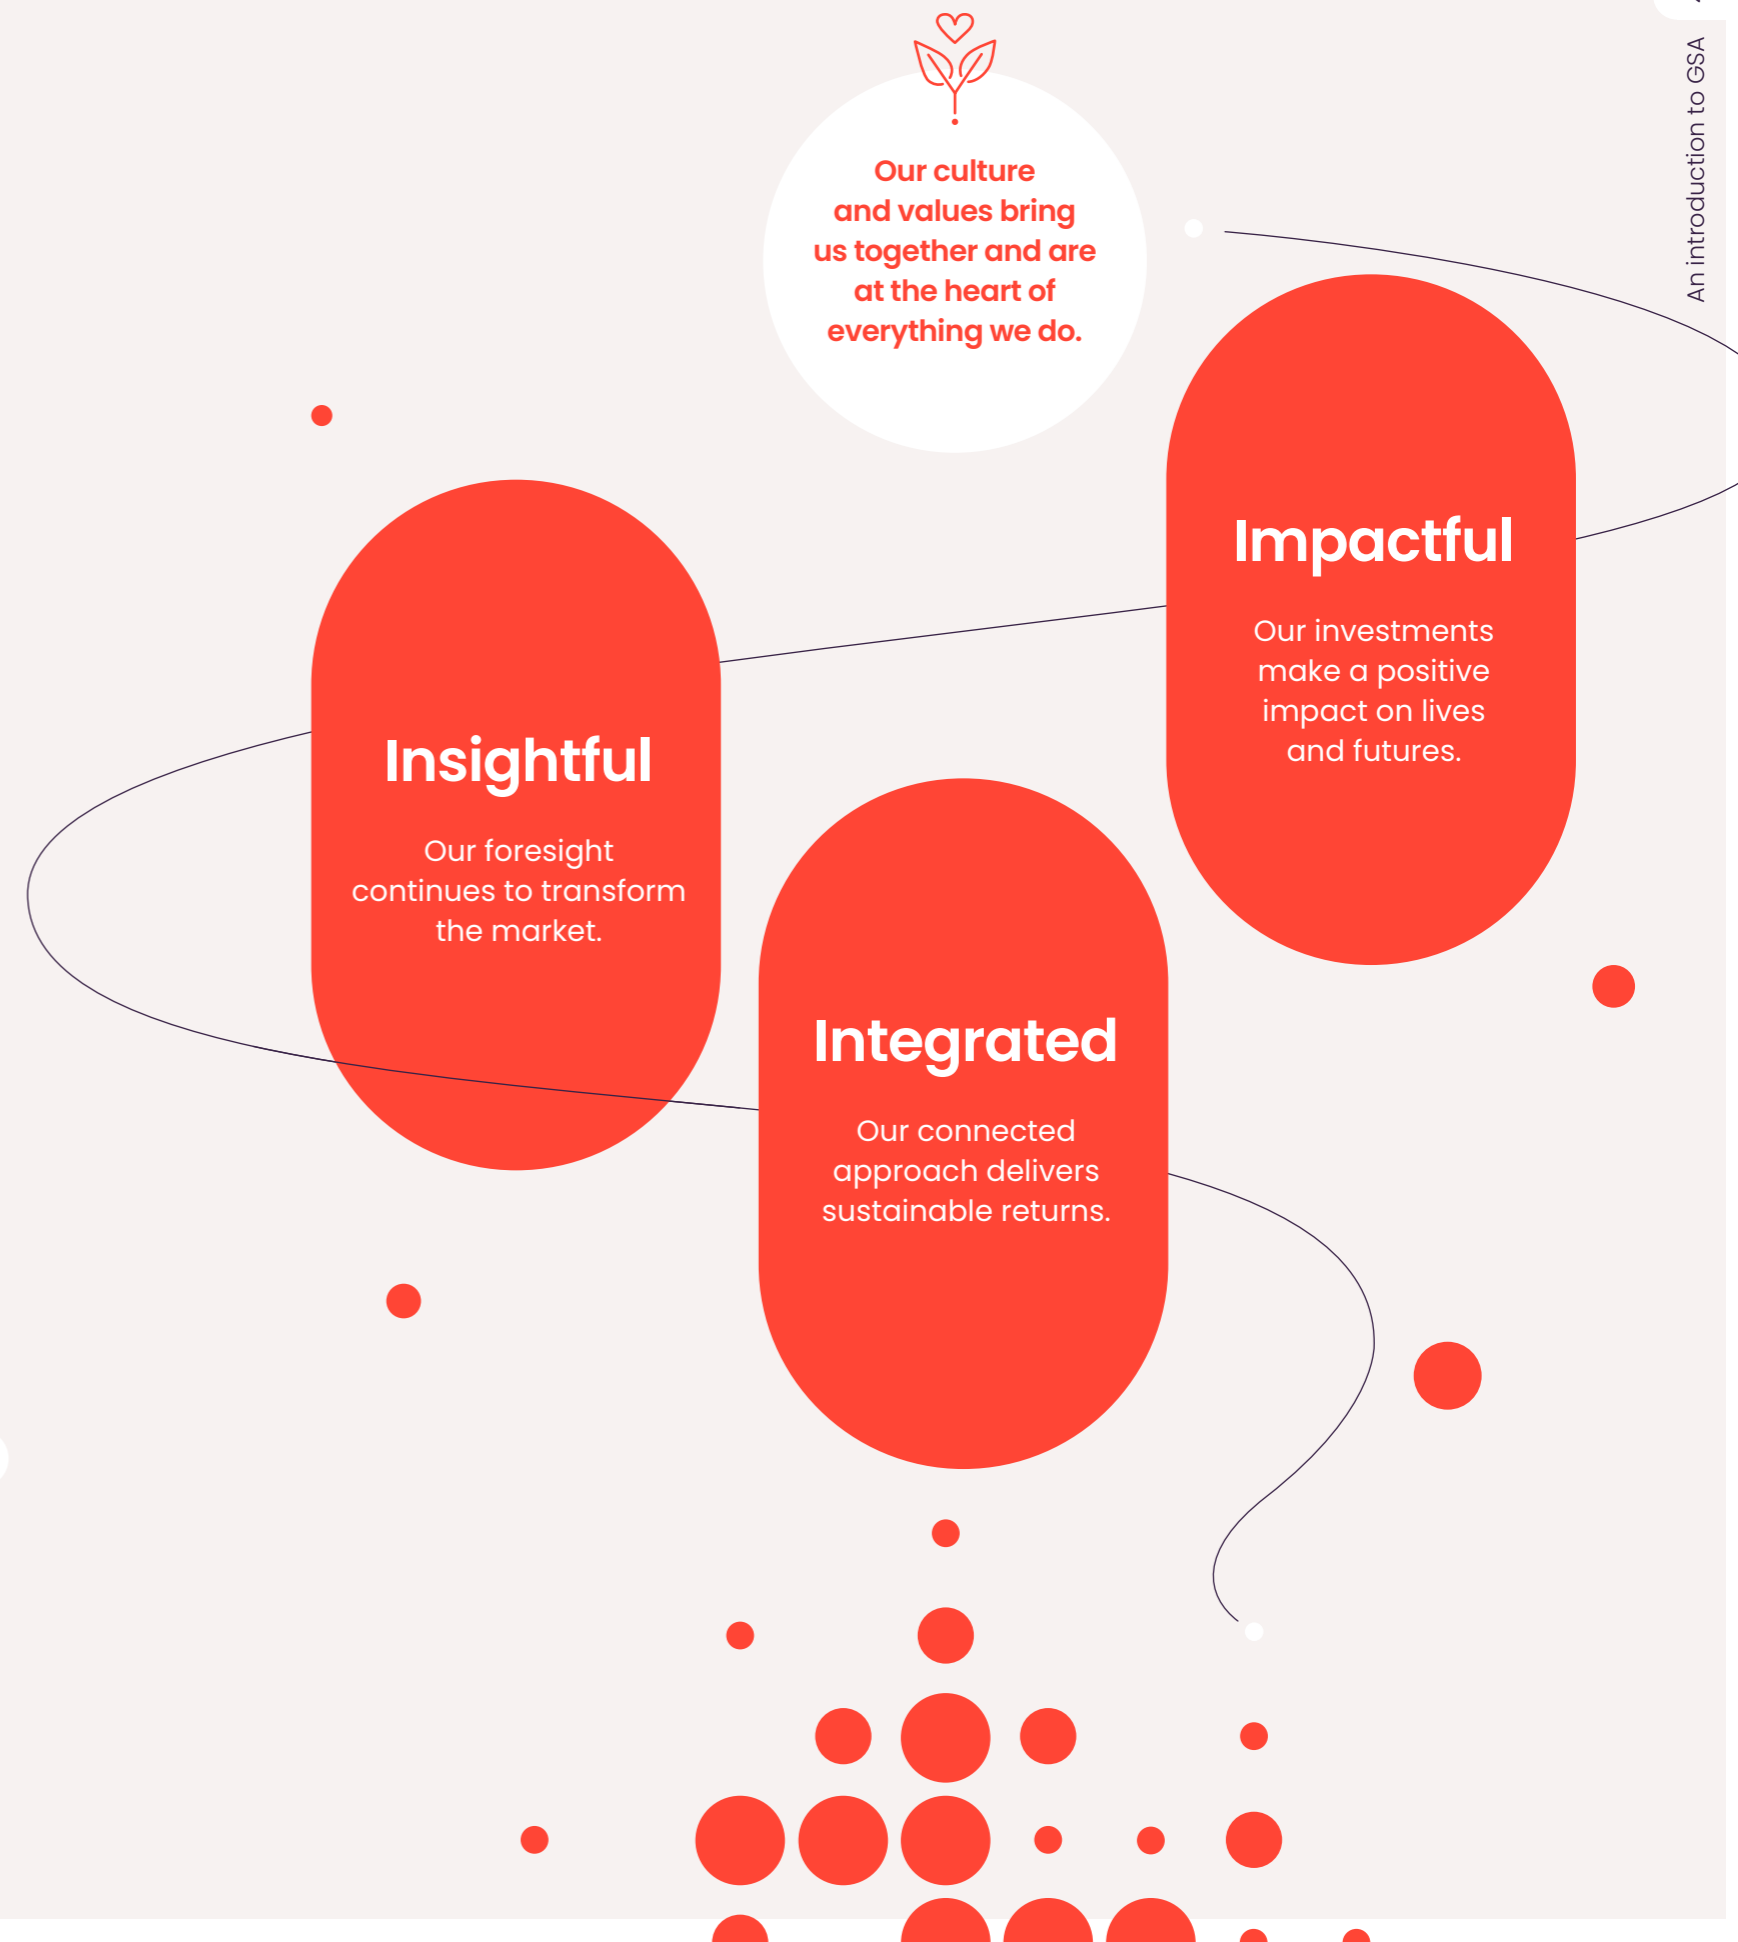 An introduction to GSA
Our culture
and values bring
us together and are
at the heart of
everything we do.
Impactful
Our investments
make a positive
impact on lives
and futures.
Insightful
Our foresight
continues to transform
the market.
Integrated
Our connected
approach delivers
sustainable returns.